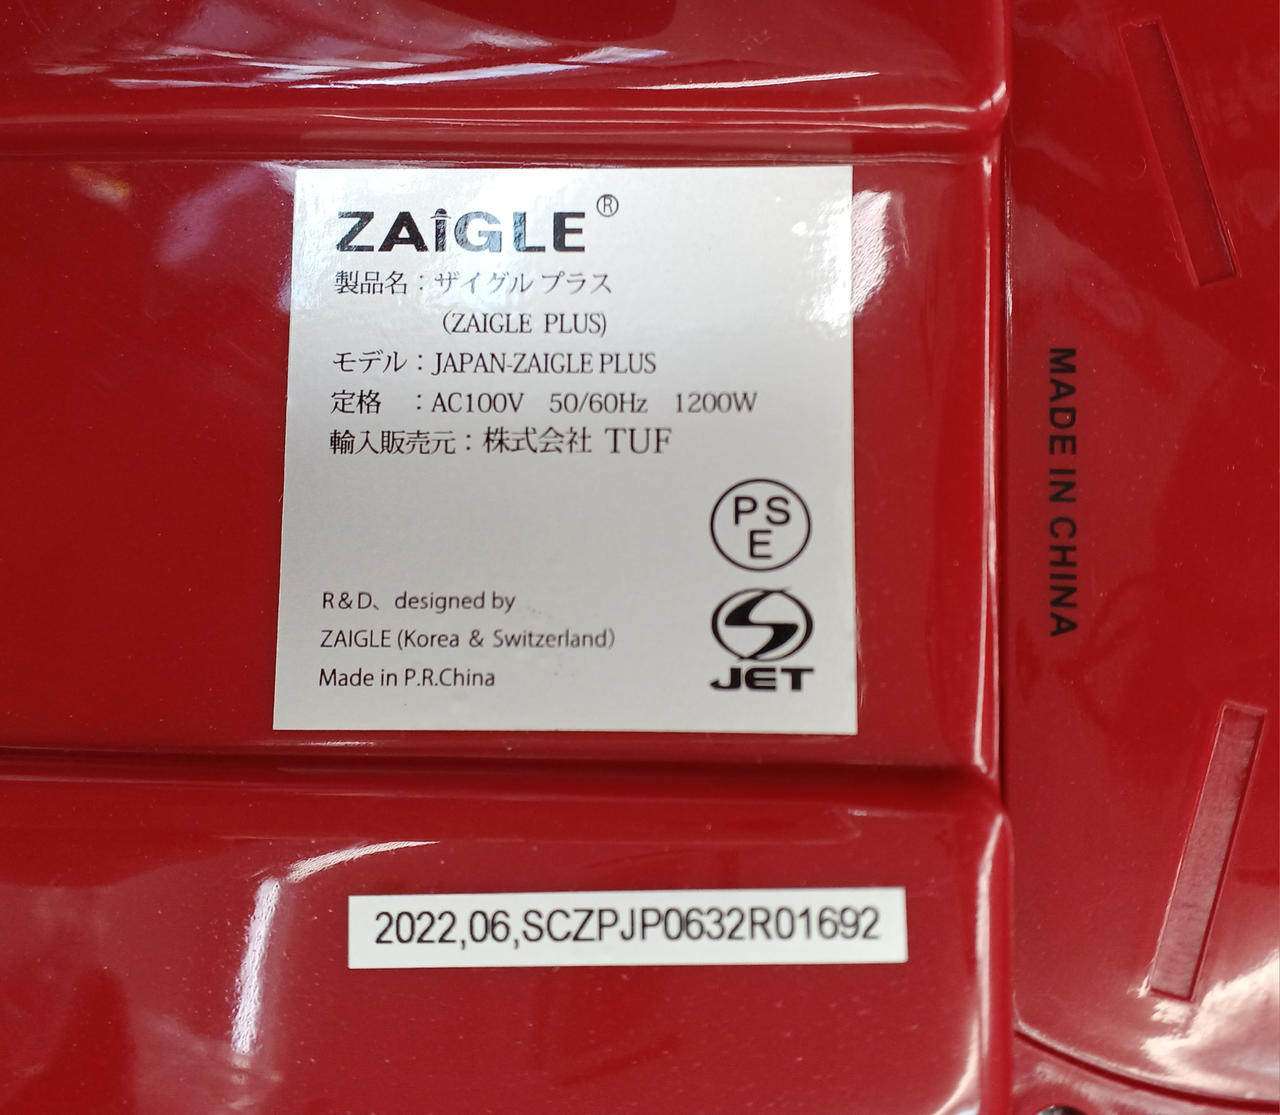 ZAiGLE®
製品名：ザイグル プラス
(ZAIGLE PLUS)
モデル：JAPAN-ZAIGLE PLUS
定格　：AC100V　50/60Hz　1200W
輸入販売元：株式会社 TUF
PS
E
R&D、designed by
ZAIGLE (Korea & Switzerland)
Made in P.R.China
JET
2022,06,SCZPJP0632R01692
MADE IN CHINA